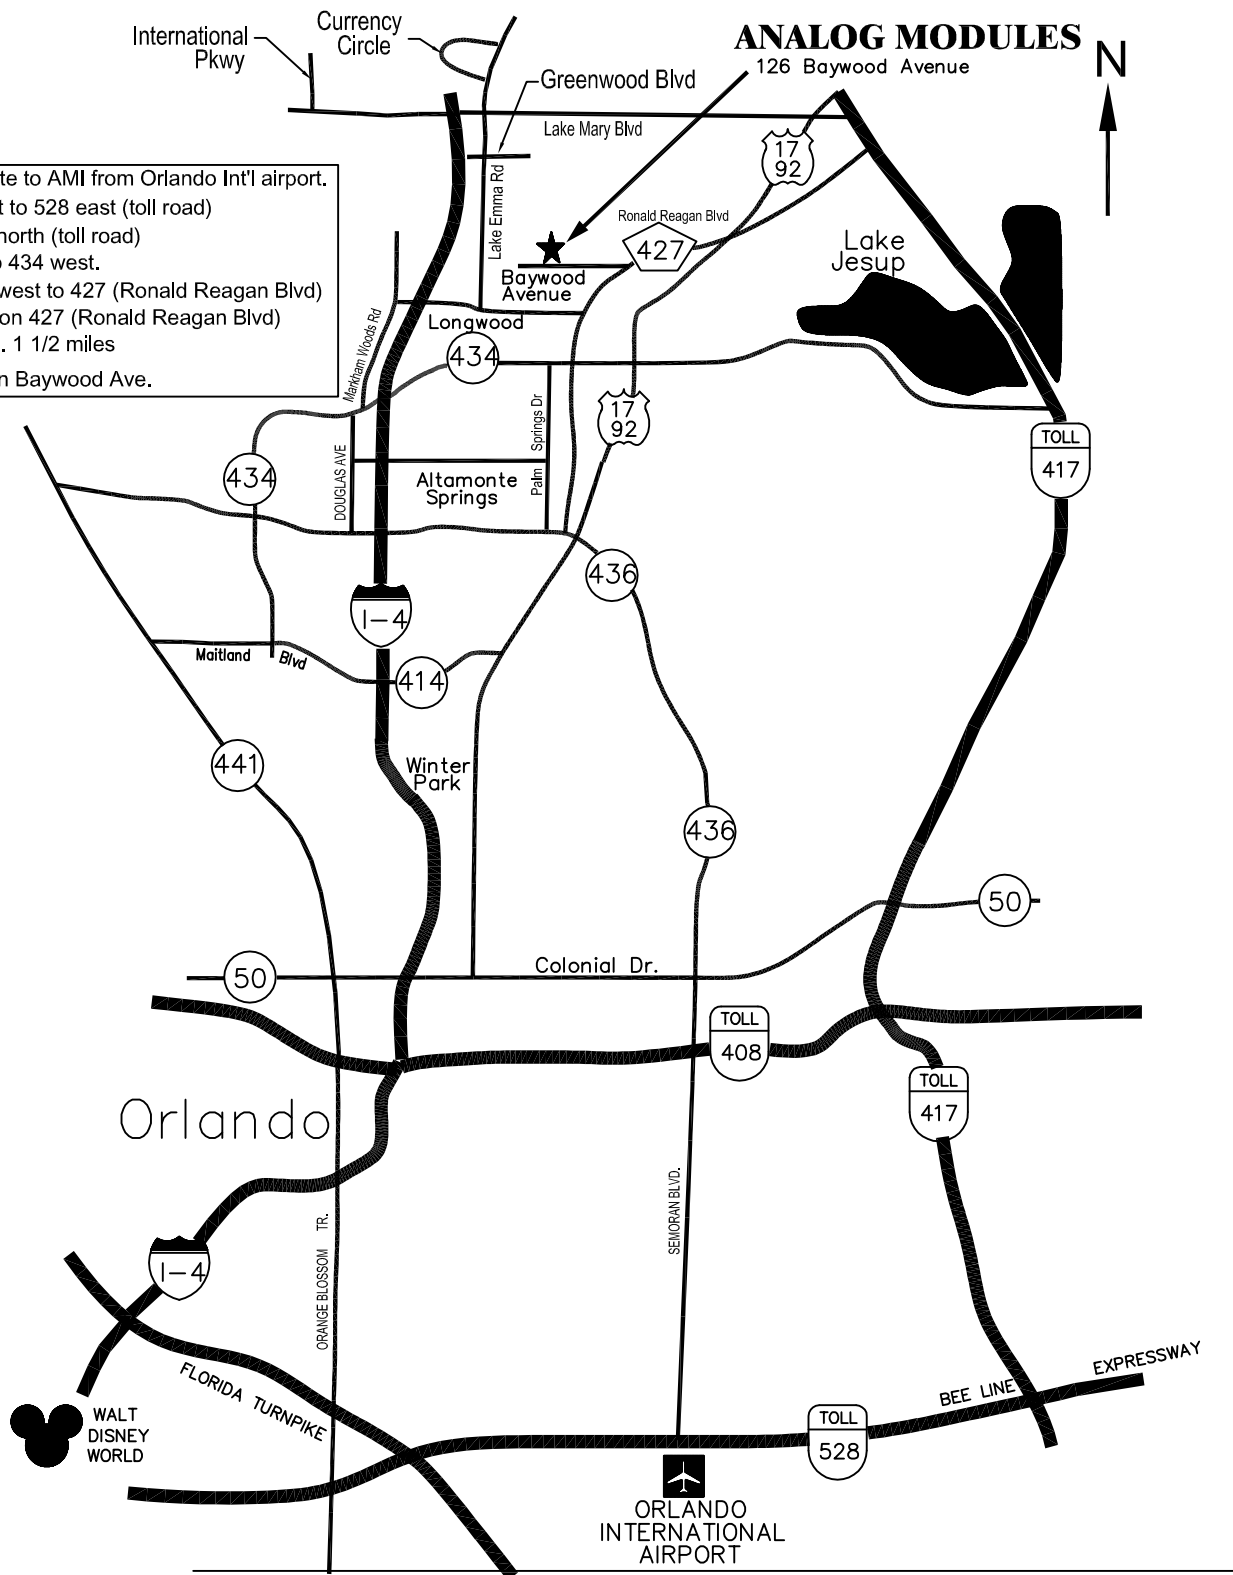 ANALOG MODULES
126 Baywood Avenue
N
International
Pkwy
Currency
Circle
Greenwood Blvd
Lake Mary Blvd
Lake Emma Rd
17
92
Ronald Reagan Blvd
427
Baywood
Avenue
Lake
Jesup
te to AMI from Orlando Int'l airport.
t to 528 east (toll road)
north (toll road)
434 west.
west to 427 (Ronald Reagan Blvd)
on 427 (Ronald Reagan Blvd)
. 1 1/2 miles
n Baywood Ave.
Markham Woods Rd
Longwood
434
17
92
Palm Springs Dr
TOLL
417
434
DOUGLAS AVE
Altamonte
Springs
436
I-4
Maitland Blvd
414
441
Winter
Park
436
50
50
Colonial Dr.
TOLL
408
TOLL
417
Orlando
SEMORAN BLVD.
ORANGE BLOSSOM TR.
I-4
FLORIDA TURNPIKE
WALT
DISNEY
WORLD
BEE LINE EXPRESSWAY
TOLL
528
ORLANDO
INTERNATIONAL
AIRPORT